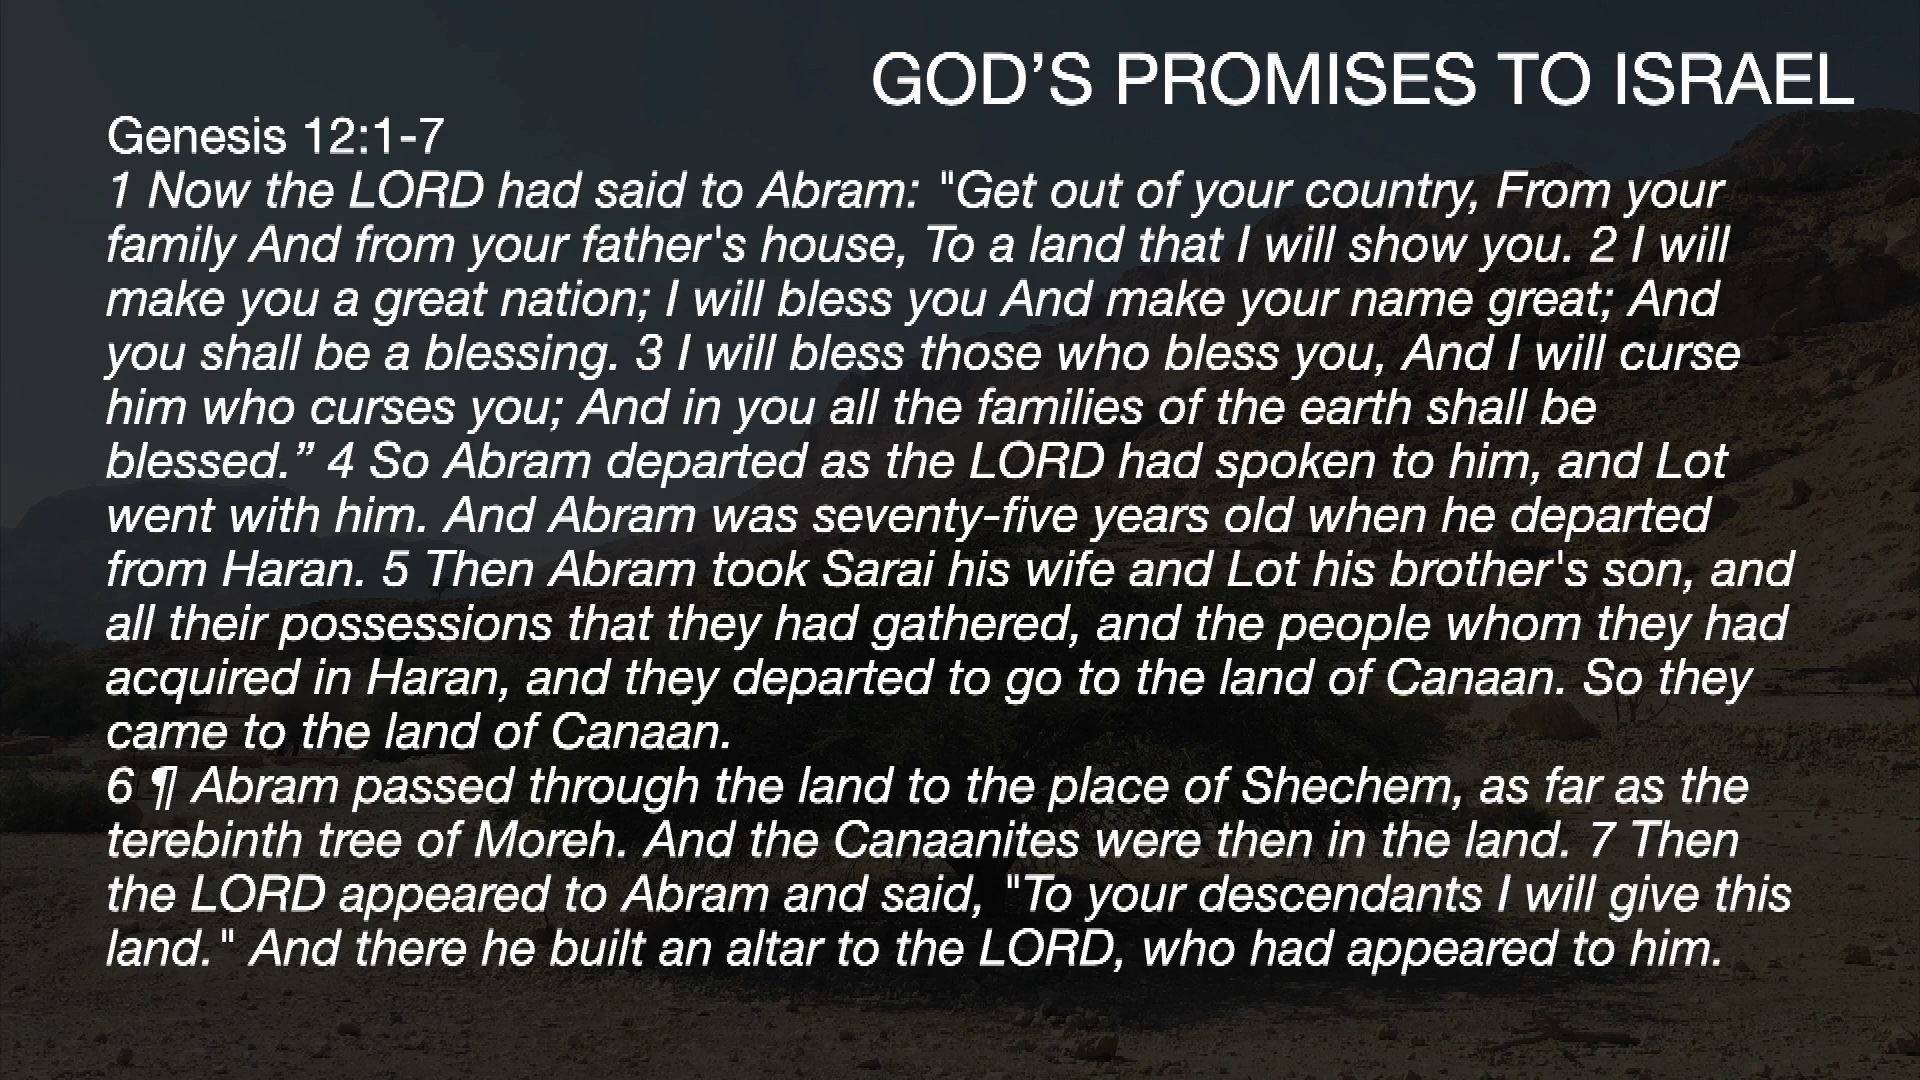 GOD’S PROMISES TO ISRAEL
Genesis 12:1-7
1 Now the LORD had said to Abram: "Get out of your country, From your
family And from your father's house, To a land that I will show you. 2 I will
make you a great nation; I will bless you And make your name great; And
you shall be a blessing. 3 I will bless those who bless you, And I will curse
him who curses you; And in you all the families of the earth shall be
blessed.” 4 So Abram departed as the LORD had spoken to him, and Lot
went with him. And Abram was seventy-five years old when he departed
from Haran. 5 Then Abram took Sarai his wife and Lot his brother's son, and
all their possessions that they had gathered, and the people whom they had
acquired in Haran, and they departed to go to the land of Canaan. So they
came to the land of Canaan.
6 ¶ Abram passed through the land to the place of Shechem, as far as the
terebinth tree of Moreh. And the Canaanites were then in the land. 7 Then
the LORD appeared to Abram and said, "To your descendants I will give this
land." And there he built an altar to the LORD, who had appeared to him.